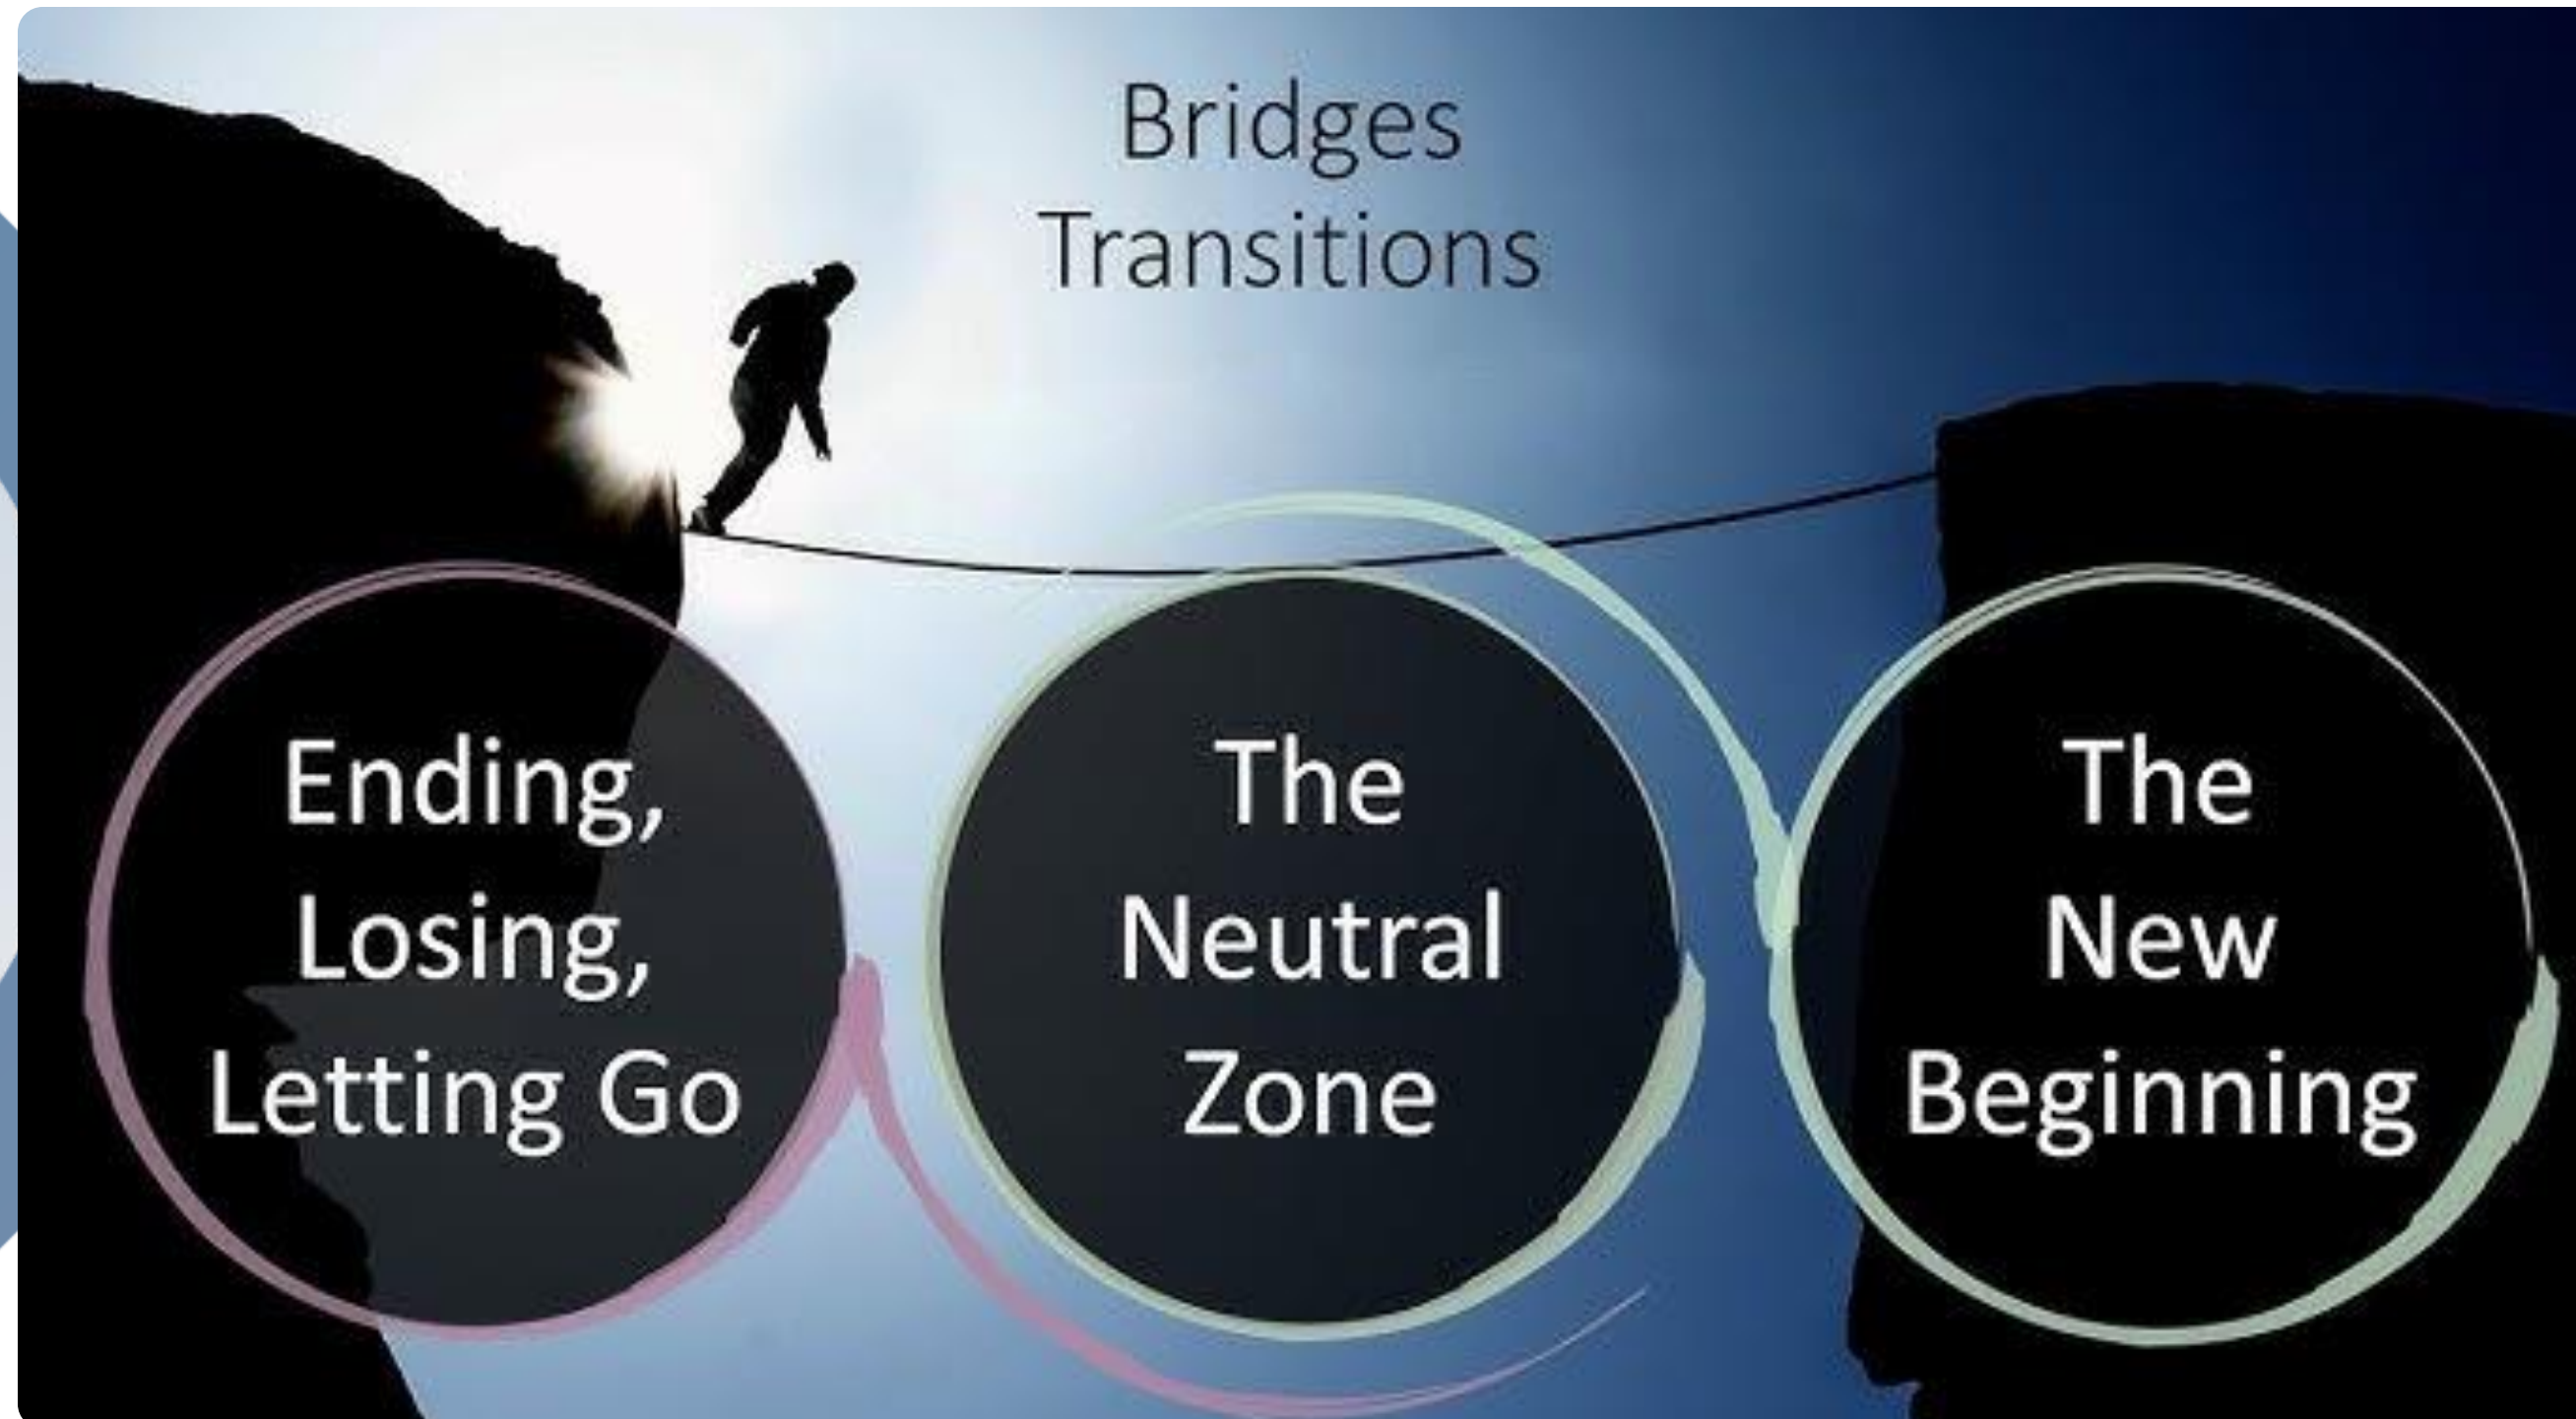 Bridges
Transitions
Ending,
Losing,
Letting Go
The
Neutral
Zone
The
New
Beginning